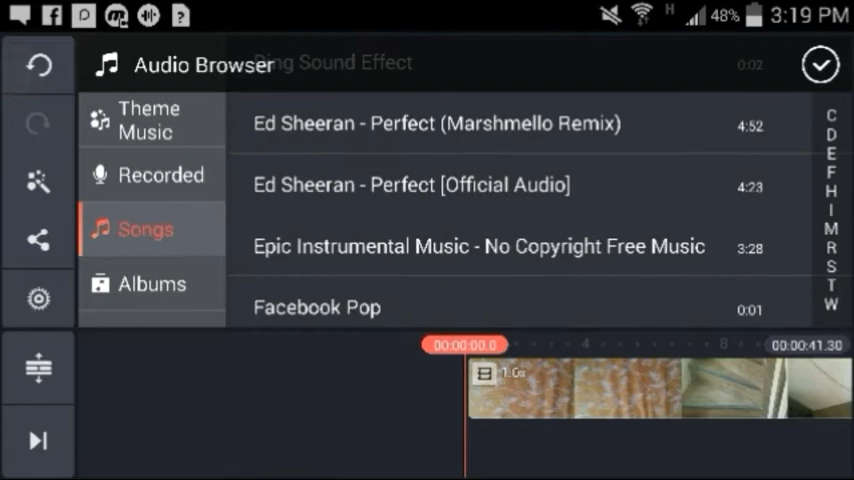 H
48%
3:19 PM
Audio Browser
Ding Sound Effect 0:02
Theme Music
Recorded
Songs
Albums
Ed Sheeran - Perfect (Marshmello Remix) 4:52
Ed Sheeran - Perfect [Official Audio] 4:23
Epic Instrumental Music - No Copyright Free Music 3:28
Facebook Pop 0:01
C
D
E
F
H
I
M
R
S
T
W
00:00:00.0
4
8
00:00:41.30
1.0x